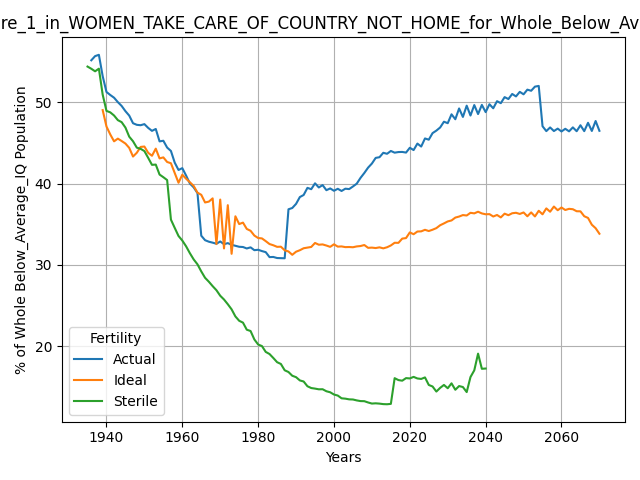 re_1_in_WOMEN_TAKE_CARE_OF_COUNTRY_NOT_HOME_for_Whole_Below_Av
% of Whole Below_Average_IQ Population
50
40
30
20
Fertility
Actual
Ideal
Sterile
1940 1960 1980 2000 2020 2040 2060
Years